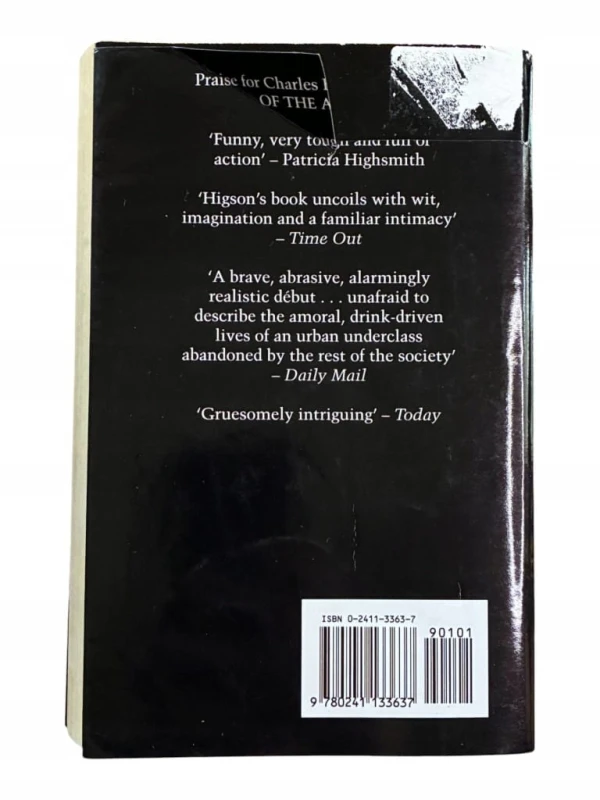 Praise for Charles
OF THE
‘Funny, very tough and full of
action’ – Patricia Highsmith
‘Higson’s book uncoils with wit,
imagination and a familiar intimacy’
– Time Out
‘A brave, abrasive, alarmingly
realistic début . . . unafraid to
describe the amoral, drink-driven
lives of an urban underclass
abandoned by the rest of the society’
– Daily Mail
‘Gruesomely intriguing’ – Today
ISBN 0-2411-3363-7
90101
9 780241 133637